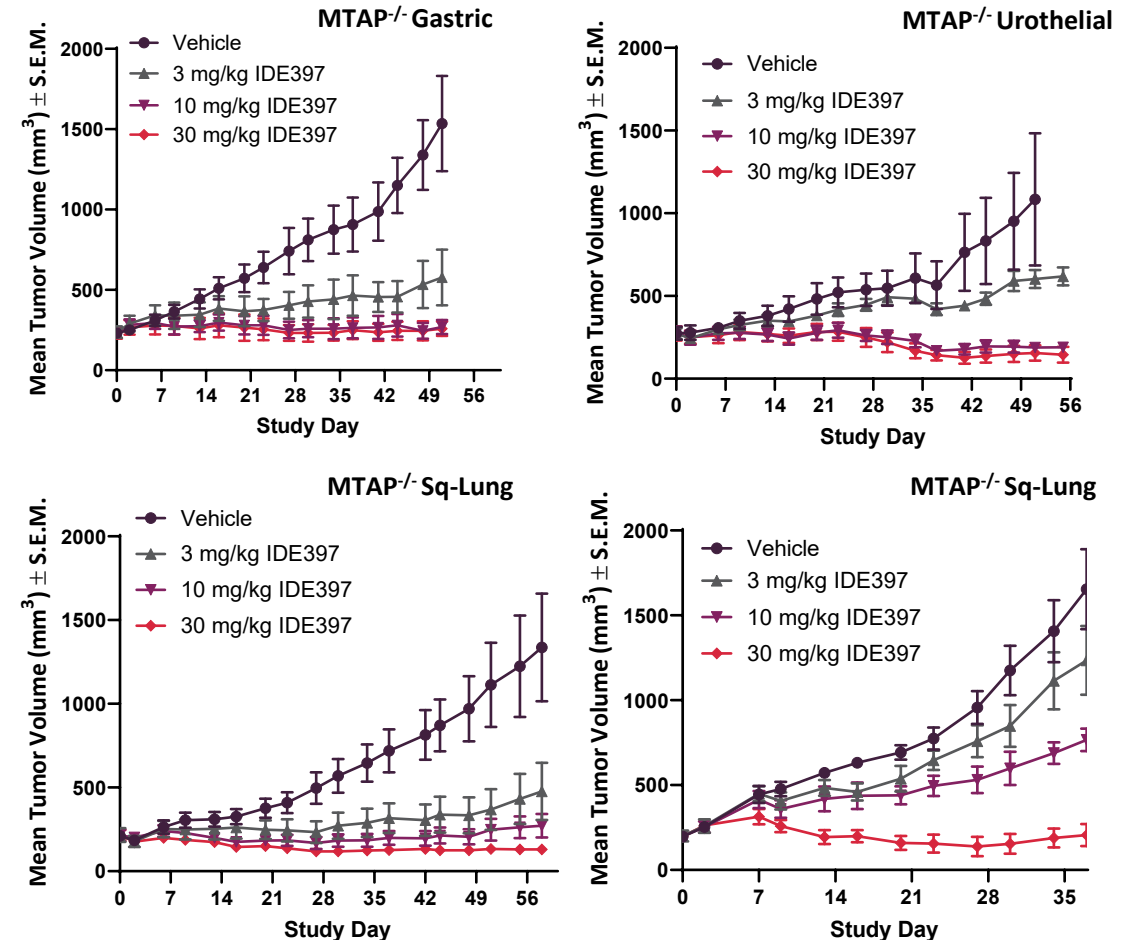 MTAP-/- Gastric
Mean Tumor Volume (mm3) ± S.E.M.
2000
1500
1000
500
0
Vehicle
3 mg/kg IDE397
10 mg/kg IDE397
30 mg/kg IDE397
0 7 14 21 28 35 42 49 56
Study Day
MTAP-/- Urothelial
Mean Tumor Volume (mm3) ± S.E.M.
2000
1500
1000
500
0
Vehicle
3 mg/kg IDE397
10 mg/kg IDE397
30 mg/kg IDE397
0 7 14 21 28 35 42 49 56
Study Day
MTAP-/- Sq-Lung
Mean Tumor Volume (mm3) ± S.E.M.
2000
1500
1000
500
0
Vehicle
3 mg/kg IDE397
10 mg/kg IDE397
30 mg/kg IDE397
0 7 14 21 28 35 42 49 56
Study Day
MTAP-/- Sq-Lung
Mean Tumor Volume (mm3) ± S.E.M.
2000
1500
1000
500
0
Vehicle
3 mg/kg IDE397
10 mg/kg IDE397
30 mg/kg IDE397
0 7 14 21 28 35
Study Day